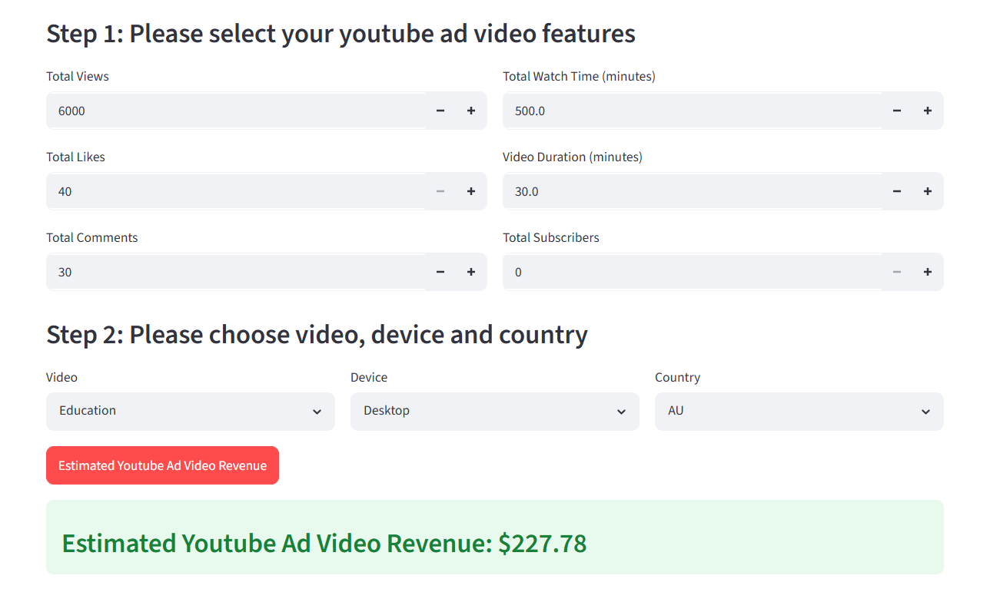 Step 1: Please select your youtube ad video features
Total Views
Total Watch Time (minutes)
6000
500.0
Total Likes
Video Duration (minutes)
40
30.0
Total Comments
Total Subscribers
30
0
Step 2: Please choose video, device and country
Video
Device
Country
Education
Desktop
AU
Estimated Youtube Ad Video Revenue
Estimated Youtube Ad Video Revenue: $227.78